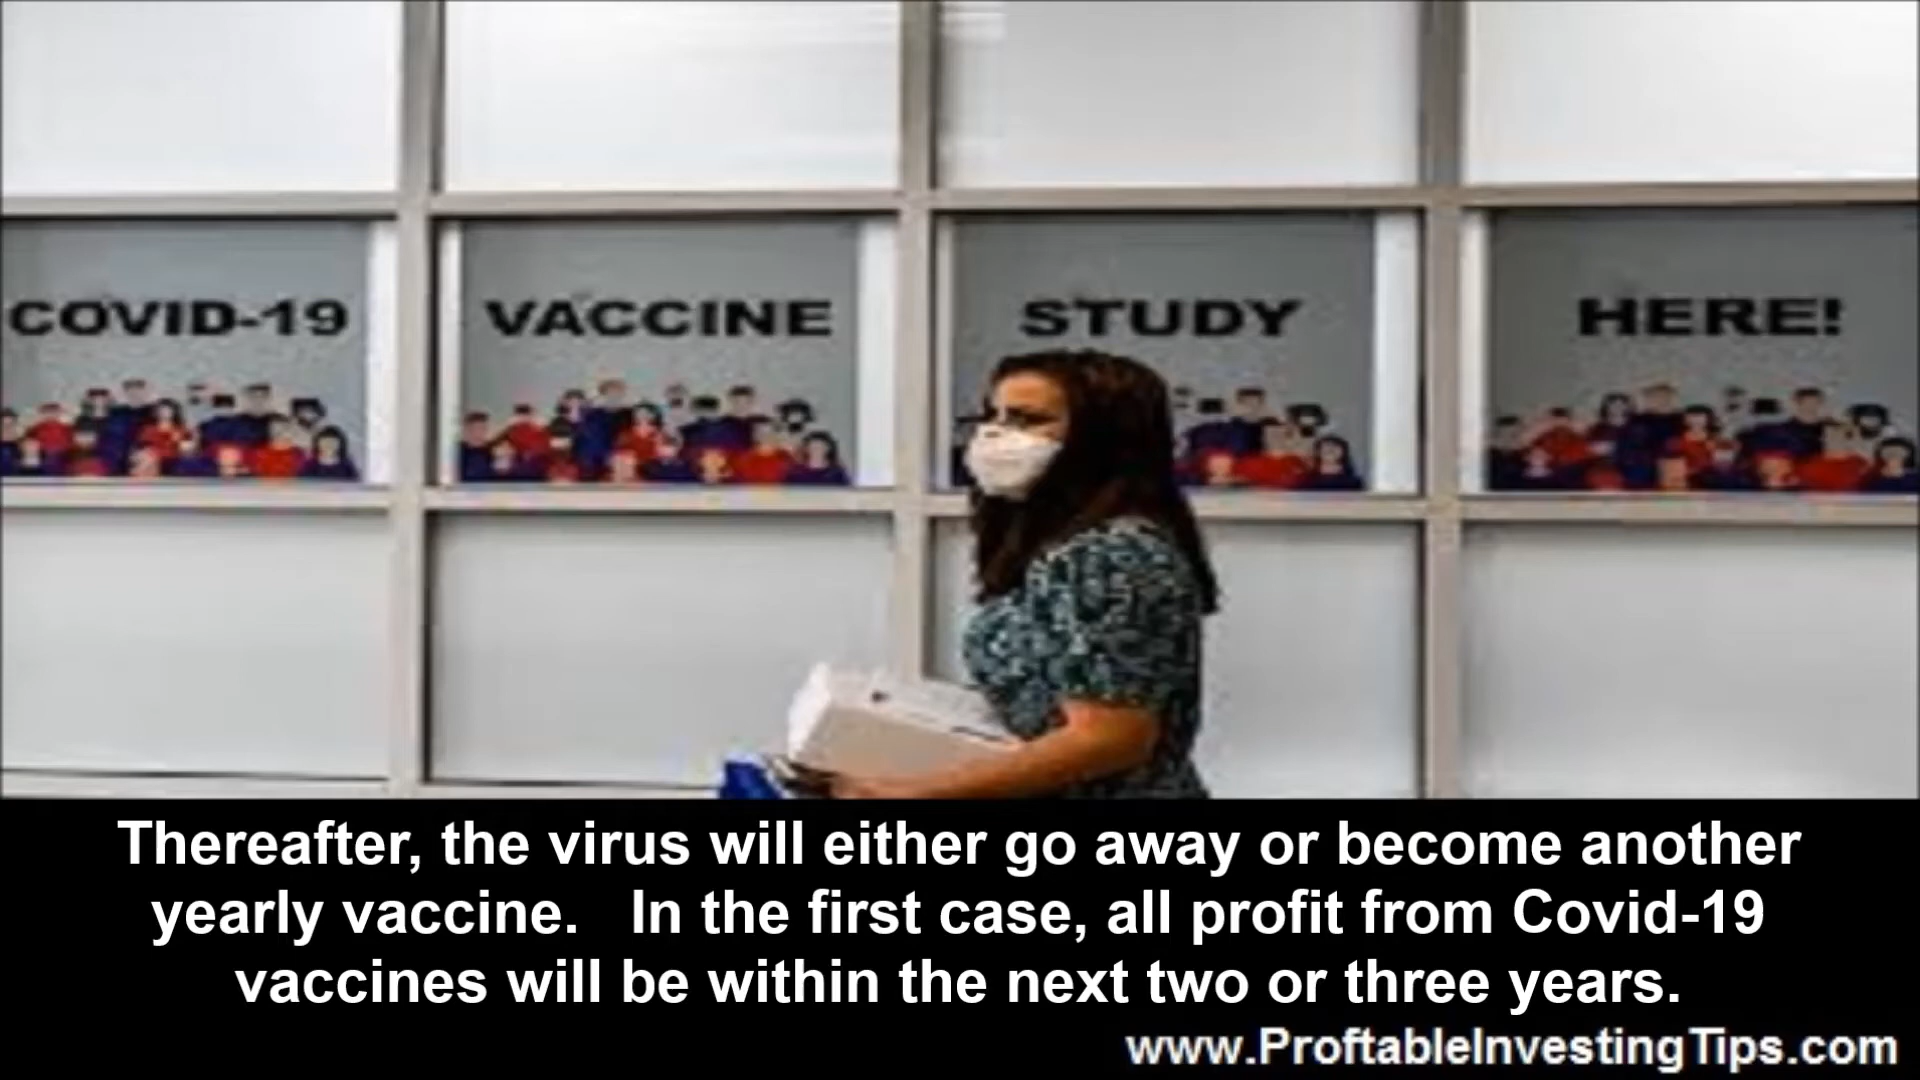 COVID-19 VACCINE STUDY HERE!
Thereafter, the virus will either go away or become another
yearly vaccine.   In the first case, all profit from Covid-19
vaccines will be within the next two or three years.
www.ProftableInvestingTips.com